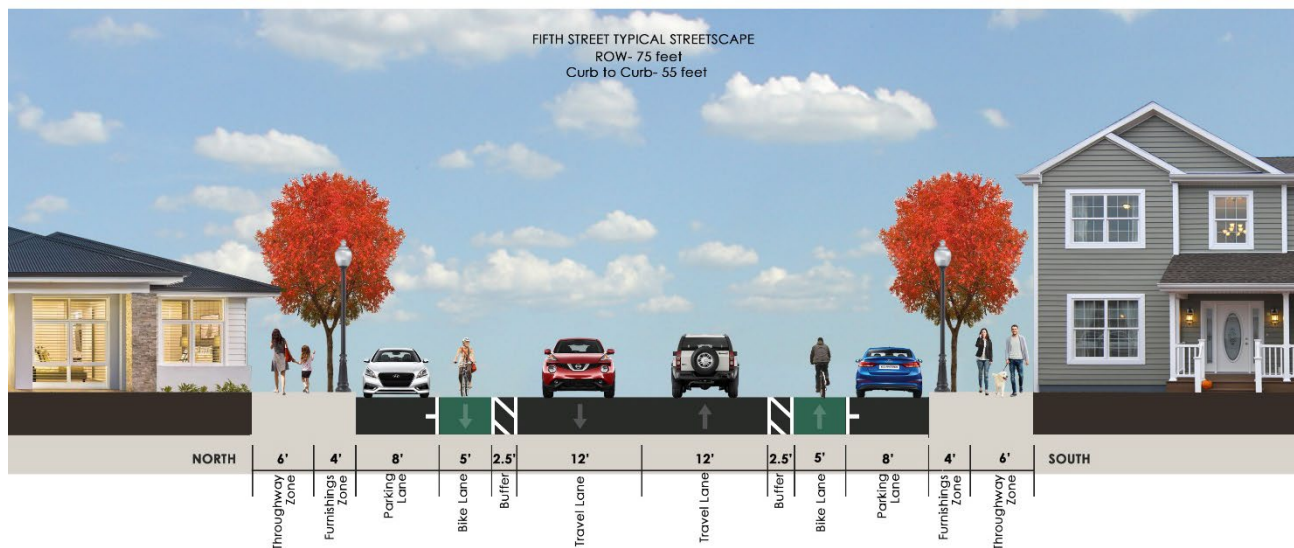 FIFTH STREET TYPICAL STREETSCAPE
ROW- 75 feet
Curb to Curb- 55 feet
NORTH 6' 4' 8' 5' 2.5' 12' 12' 2.5' 5' 8' 4' 6' SOUTH
Throughway Zone
Furnishings Zone
Parking Lane
Bike Lane
Buffer
Travel Lane
Travel Lane
Buffer
Bike Lane
Parking Lane
Furnishings Zone
Throughway Zone